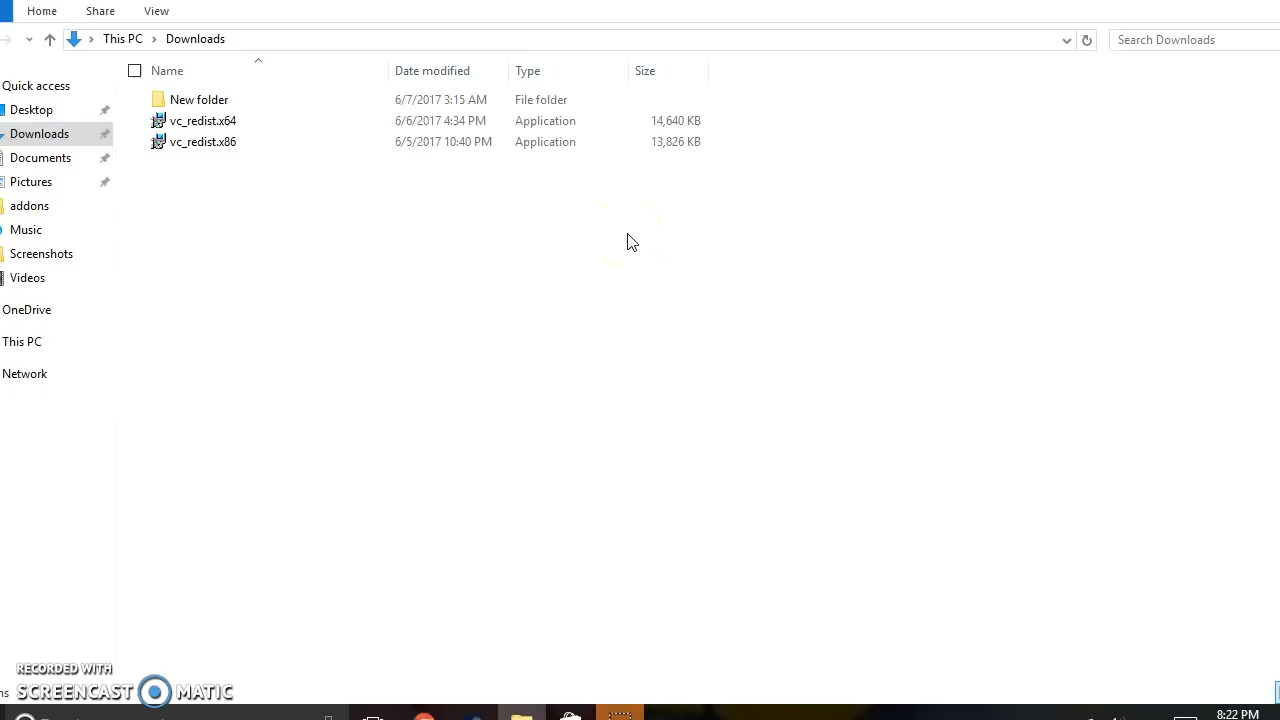 Home Share View
This PC Downloads Search Downloads
Name Date modified Type Size
Quick access
New folder 6/7/2017 3:15 AM File folder
Desktop
vc_redist.x64 6/6/2017 4:34 PM Application 14,640 KB
Downloads
vc_redist.x86 6/5/2017 10:40 PM Application 13,826 KB
Documents
Pictures
addons
Music
Screenshots
Videos
OneDrive
This PC
Network
RECORDED WITH
SCREENCAST MATIC
8:22 PM